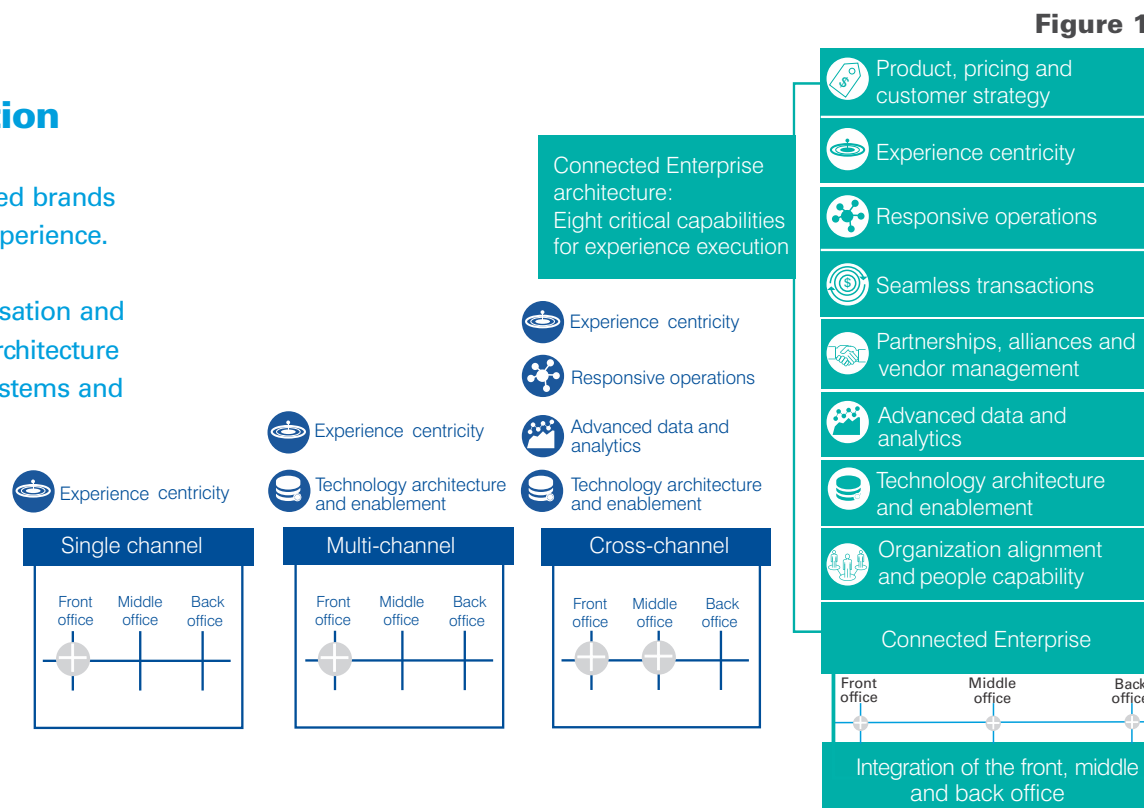 Figure 1
tion
ed brands
perience.
sation and
rchitecture
stems and
Experience centricity
Single channel
Front office
Middle office
Back office
Experience centricity
Technology architecture
and enablement
Multi-channel
Front office
Middle office
Back office
Experience centricity
Responsive operations
Advanced data and
analytics
Technology architecture
and enablement
Cross-channel
Front office
Middle office
Back office
Connected Enterprise
architecture:
Eight critical capabilities
for experience execution
Product, pricing and
customer strategy
Experience centricity
Responsive operations
Seamless transactions
Partnerships, alliances and
vendor management
Advanced data and
analytics
Technology architecture
and enablement
Organization alignment
and people capability
Connected Enterprise
Front office
Middle office
Back office
Integration of the front, middle
and back office